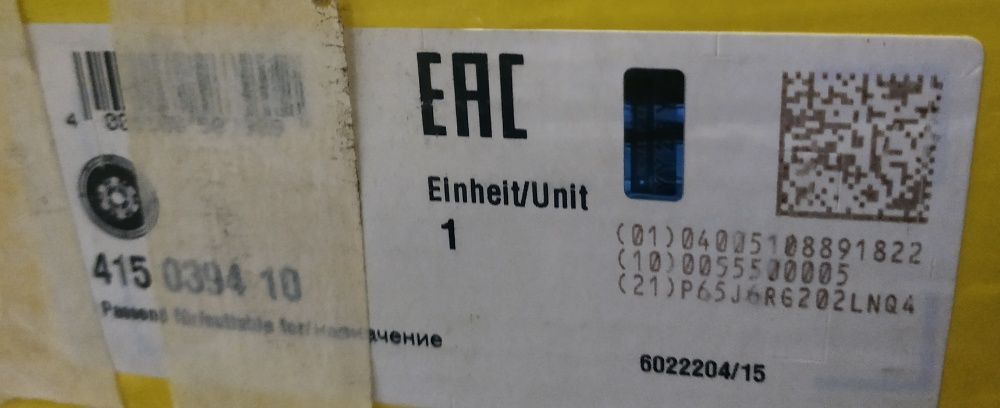 EAC
Einheit/Unit
1
(01)04005108891822
(10)0055500005
(21)P65J6RG202LNQ4
415 0394 10
Passend für/suitable for/назначение
6022204/15